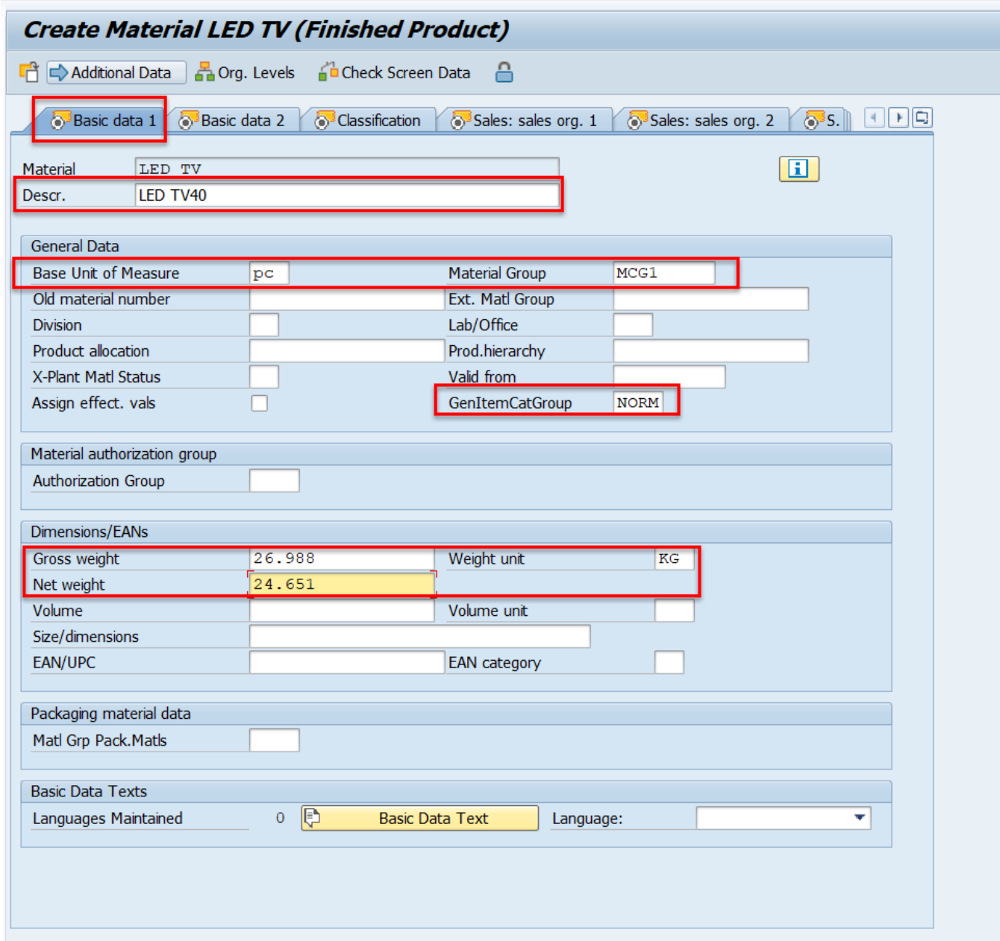 Create Material LED TV (Finished Product)
Additional Data Org. Levels Check Screen Data
Basic data 1 Basic data 2 Classification Sales: sales org. 1 Sales: sales org. 2 S.
Material LED TV
Descr. LED TV40
General Data
Base Unit of Measure pc Material Group MCG1
Old material number Ext. Matl Group
Division Lab/Office
Product allocation Prod.hierarchy
X-Plant Matl Status Valid from
Assign effect. vals GenItemCatGroup NORM
Material authorization group
Authorization Group
Dimensions/EANs
Gross weight 26.988 Weight unit KG
Net weight 24.651
Volume Volume unit
Size/dimensions
EAN/UPC EAN category
Packaging material data
Matl Grp Pack.Matls
Basic Data Texts
Languages Maintained 0 Basic Data Text Language: